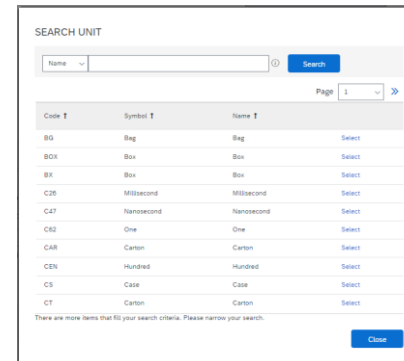 SEARCH UNIT
Name Search
Page 1 »
Code ↑ Symbol ↑ Name ↑
BG Bag Bag Select
BOX Box Box Select
BX Box Box Select
C26 Millisecond Millisecond Select
C47 Nanosecond Nanosecond Select
C62 One One Select
CAR Carton Carton Select
CEN Hundred Hundred Select
CS Case Case Select
CT Carton Carton Select
There are more items that fill your search criteria. Please narrow your search.
Close